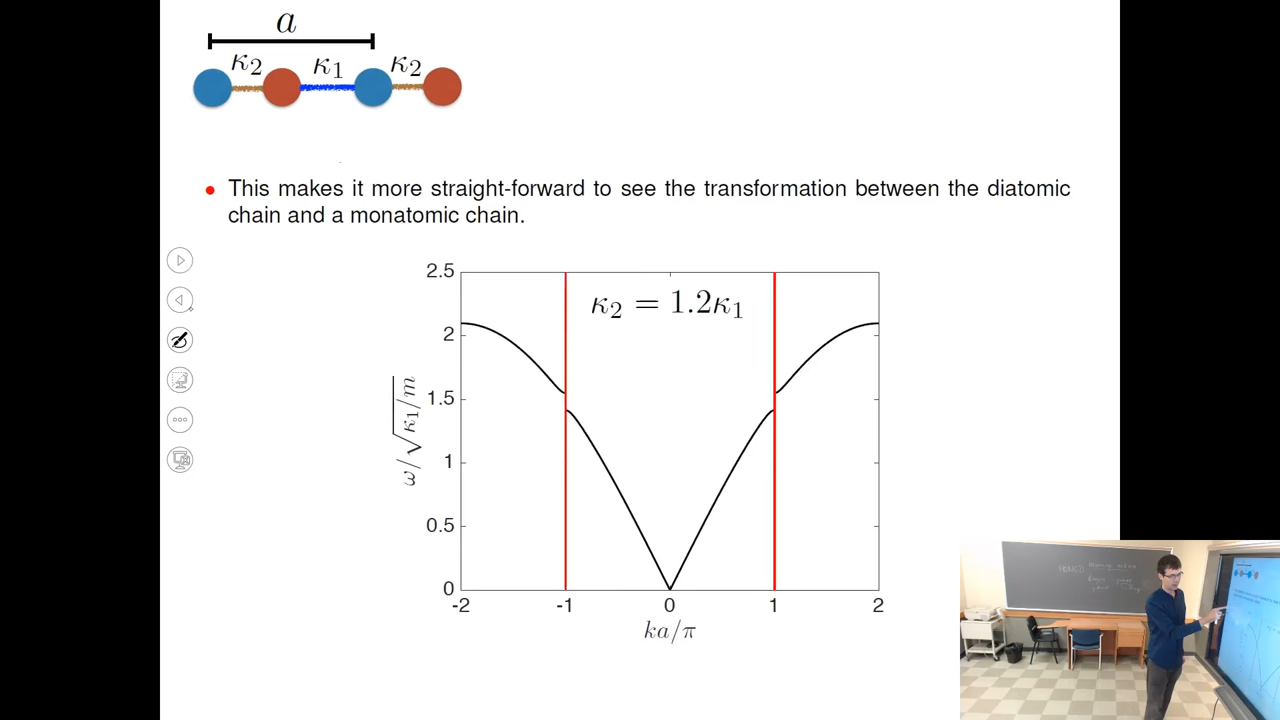 a
κ₂ κ₁ κ₂
This makes it more straight-forward to see the transformation between the diatomic
chain and a monatomic chain.
κ₂ = 1.2κ₁
2.5
2
1.5
1
0.5
0
-2 -1 0 1 2
ω/√κ₁/m
ka/π